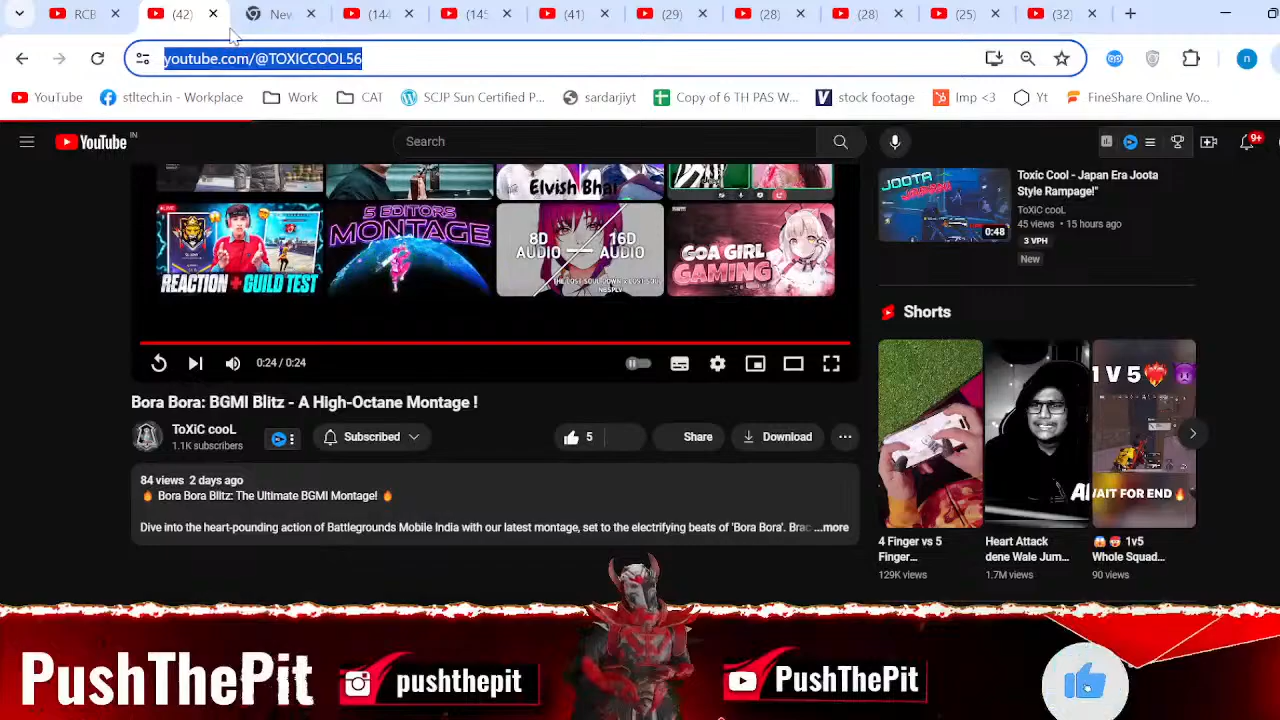 RCB
(42)
Nev
(144
(145
(41)
(29)
(28)
(28)
(25)
(32)
youtube.com/@TOXICCOOL56
n
YouTube
stltech.in - Workplace
Work
CAT
SCJP Sun Certified P...
sardarjiyt
Copy of 6 TH PAS W...
stock footage
Imp <3
Yt
FineShare Online Vo...
YouTube IN
Search
9+
Elvish Bhai
LIVE
REACTION + GUILD TEST
5 EDITORS
MONTAGE
8D AUDIO — 16D AUDIO
GOA GIRL
GAMING
JOOTA
JAPANI
0:48
Toxic Cool - Japan Era Joota
Style Rampage!"
ToXiC cooL
45 views • 15 hours ago
3 VPH
New
Shorts
0:24 / 0:24
Bora Bora: BGMI Blitz - A High-Octane Montage !
ToXiC cooL
1.1K subscribers
Subscribed
5
Share
Download
84 views 2 days ago
🔥 Bora Bora Blitz: The Ultimate BGMI Montage! 🔥
Dive into the heart-pounding action of Battlegrounds Mobile India with our latest montage, set to the electrifying beats of 'Bora Bora'. Brac ...more
1 V 5
WAIT FOR END
4 Finger vs 5
Finger...
129K views
Heart Attack
dene Wale Jum...
1.7M views
😱🤯 1v5
Whole Squad...
90 views
PushThePit
pushthepit
PushThePit